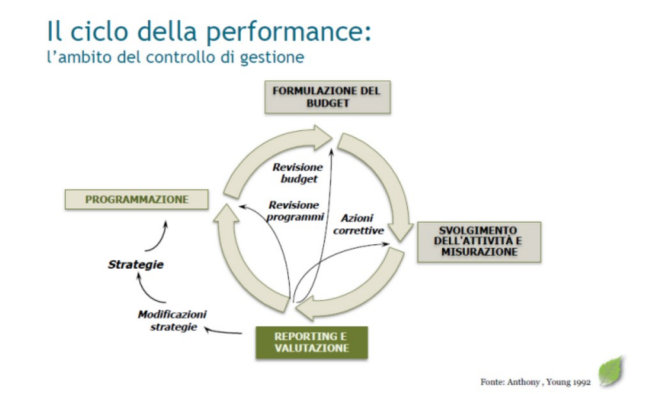 Il ciclo della performance:
l'ambito del controllo di gestione
FORMULAZIONE DEL
BUDGET
Revisione
budget
PROGRAMMAZIONE
Revisione
programmi
Azioni
correttive
SVOLGIMENTO
DELL'ATTIVITÀ E
MISURAZIONE
Strategie
Modificazioni
strategie
REPORTING E
VALUTAZIONE
Fonte: Anthony , Young 1992